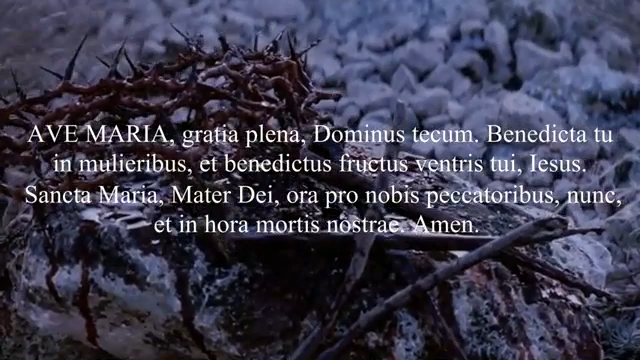 AVE MARIA, gratia plena, Dominus tecum. Benedicta tu
in mulieribus, et benedictus fructus ventris tui, Iesus.
Sancta Maria, Mater Dei, ora pro nobis peccatoribus, nunc,
et in hora mortis nostrae. Amen.